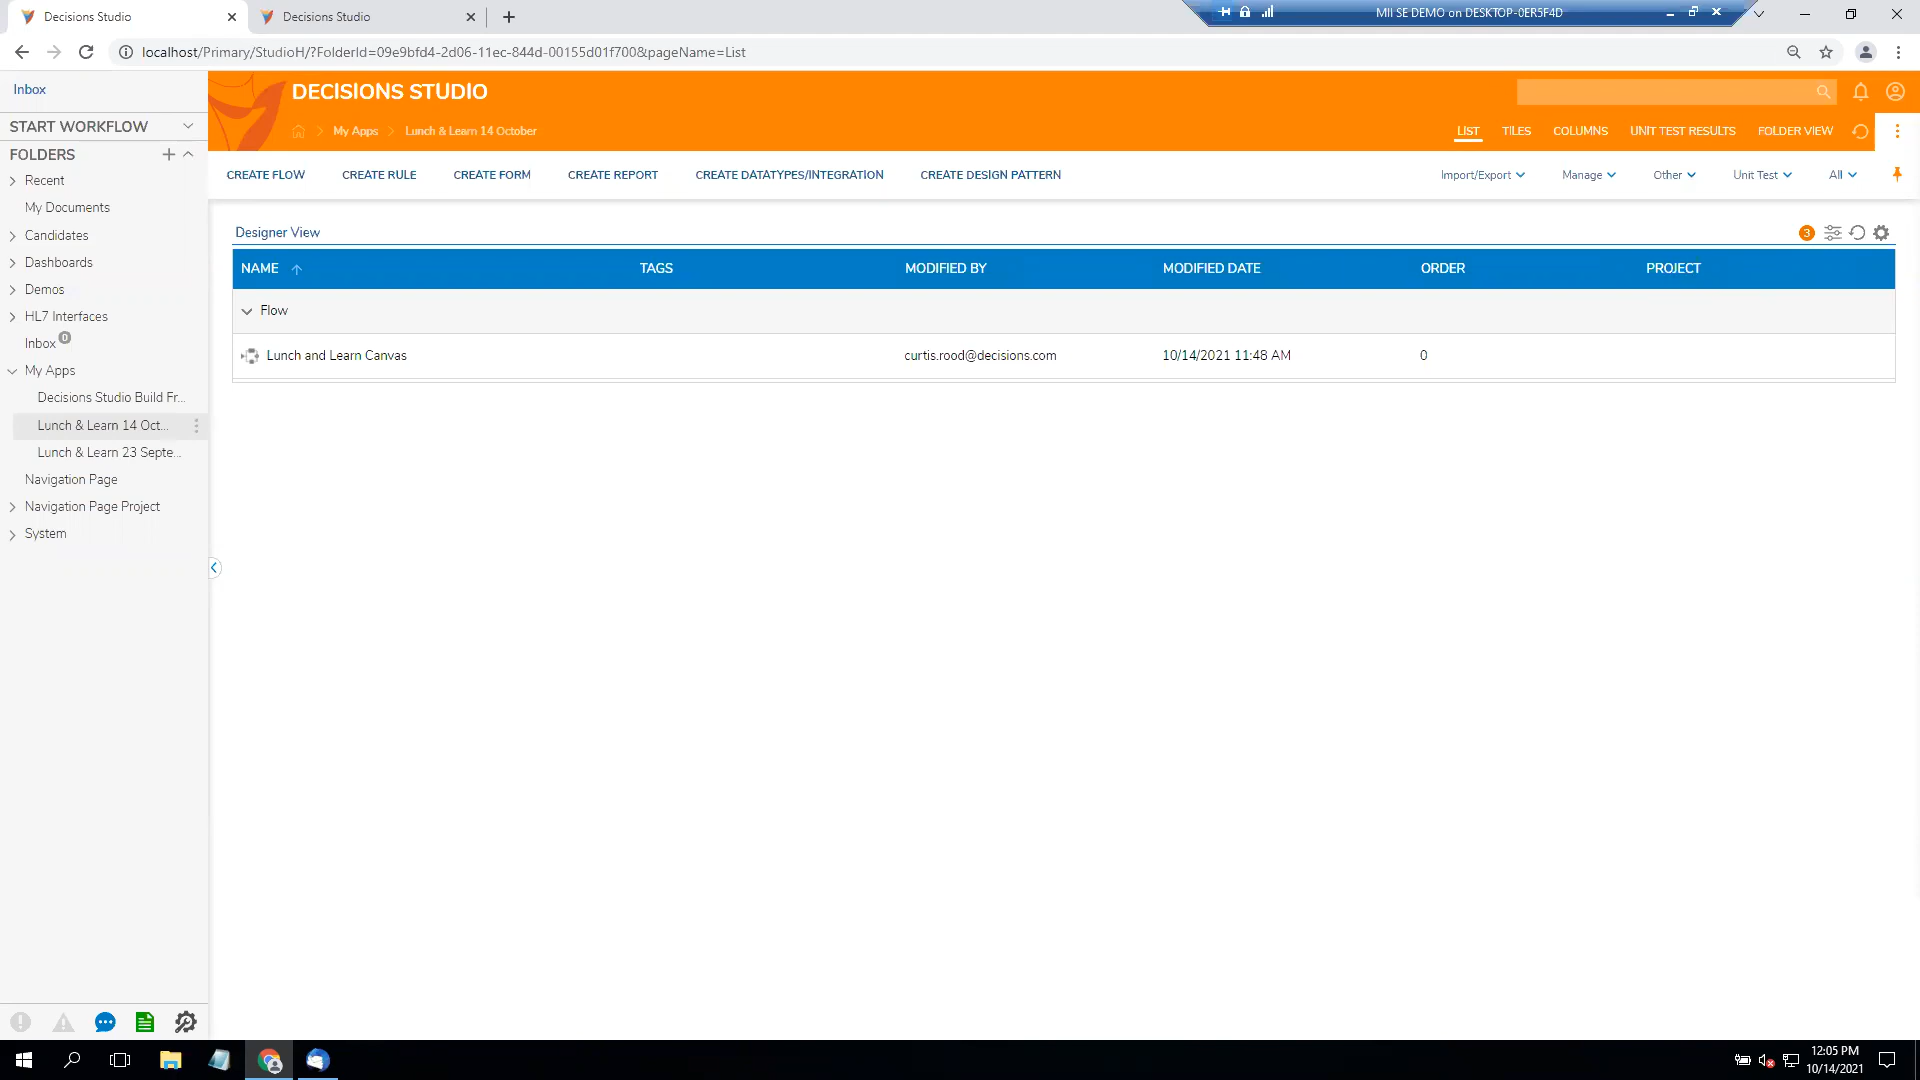 Decisions Studio
Decisions Studio
MII SE DEMO on DESKTOP-0ER5F4D
localhost/Primary/StudioH/?FolderId=09e9bfd4-2d06-11ec-844d-00155d01f700&pageName=List
Inbox
START WORKFLOW
FOLDERS
Recent
My Documents
Candidates
Dashboards
Demos
HL7 Interfaces
Inbox 0
My Apps
Decisions Studio Build Fr...
Lunch & Learn 14 Oct...
Lunch & Learn 23 Septe...
Navigation Page
Navigation Page Project
System
DECISIONS STUDIO
My Apps > Lunch & Learn 14 October
LIST TILES COLUMNS UNIT TEST RESULTS FOLDER VIEW
CREATE FLOW CREATE RULE CREATE FORM CREATE REPORT CREATE DATATYPES/INTEGRATION CREATE DESIGN PATTERN
Import/Export Manage Other Unit Test All
Designer View
3
NAME TAGS MODIFIED BY MODIFIED DATE ORDER PROJECT
Flow
Lunch and Learn Canvas curtis.rood@decisions.com 10/14/2021 11:48 AM 0
12:05 PM
10/14/2021